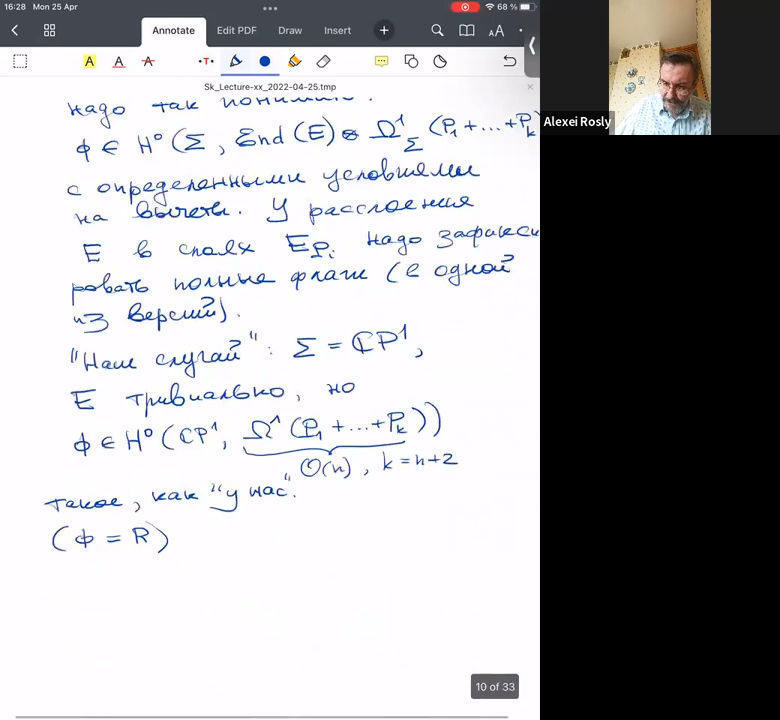 16:28 Mon 25 Apr
68 %
Annotate Edit PDF Draw Insert
Sk_Lecture-xx_2022-04-25.tmp
надо так
Φ ∈ H⁰(Σ, End(E) ⊗ Ω¹_Σ (P₁+...+P_k)
с определенными условиями
на вычеты. У расслоения
E в слоях E_{P_i} надо зафикси
ровать полные флаги (в одной
из версий).
"Наш случай": Σ = ℂP¹,
E тривиально, но
Φ ∈ H⁰(ℂP¹, Ω¹(P₁+...+P_k))
O(n), k = n+2
такое, как "у нас".
(Φ = R)
10 of 33
Alexei Rosly